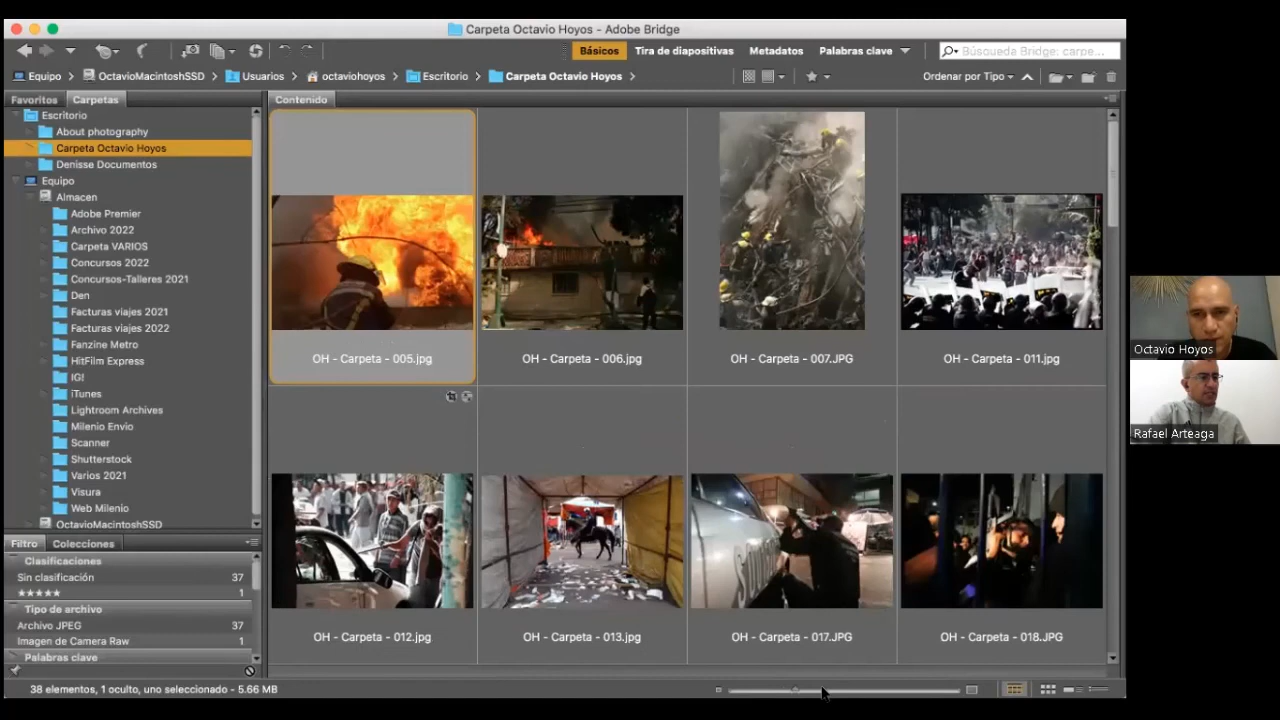 Carpeta Octavio Hoyos - Adobe Bridge
Básicos Tira de diapositivas Metadatos Palabras clave Búsqueda Bridge: carpe...
Equipo OctavioMacintoshSSD Usuarios octaviohoyos Escritorio Carpeta Octavio Hoyos Ordenar por Tipo
Favoritos Carpetas
Contenido
Escritorio
About photography
Carpeta Octavio Hoyos
Denisse Documentos
Equipo
Almacen
Adobe Premier
Archivo 2022
Carpeta VARIOS
Concursos 2022
Concursos-Talleres 2021
Den
Facturas viajes 2021
Facturas viajes 2022
Fanzine Metro
HitFilm Express
IG!
iTunes
Lightroom Archives
Milenio Envio
Scanner
Shutterstock
Varios 2021
Visura
Web Milenio
OctavioMacintoshSSD
Filtro Colecciones
Clasificaciones
Sin clasificación 37
★★★★★ 1
Tipo de archivo
Archivo JPEG 37
Imagen de Camera Raw 1
Palabras clave
OH - Carpeta - 005.jpg
OH - Carpeta - 006.jpg
OH - Carpeta - 007.JPG
OH - Carpeta - 011.jpg
OH - Carpeta - 012.jpg
OH - Carpeta - 013.jpg
OH - Carpeta - 017.JPG
OH - Carpeta - 018.JPG
38 elementos, 1 oculto, uno seleccionado - 5.66 MB
Octavio Hoyos
Rafael Arteaga